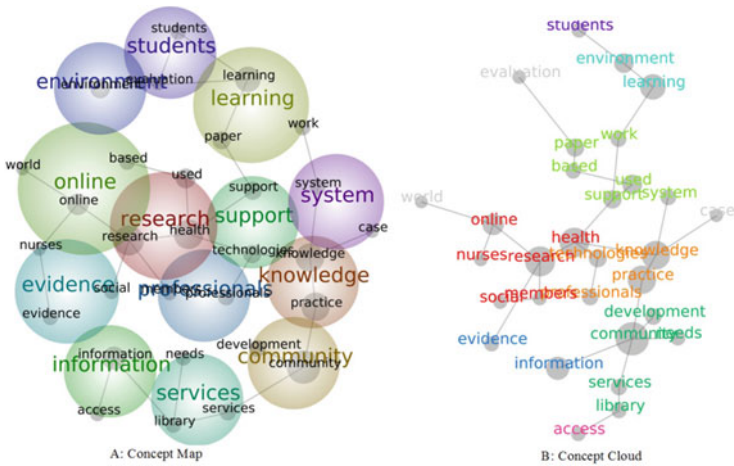 students
students
environment
evaluation
environment
learning
learning
paper
work
world
based
used
online
online
support
system
system
research
support
case
nurses
research
health
technologies
knowledge
knowledge
evidence
social
members
professionals
professionals
practice
evidence
information
information
needs
development
community
community
services
access
library
services
A: Concept Map
students
environment
evaluation
learning
work
paper
based
used
support
system
world
case
online
health
knowledge
nurses
research
technologies
practice
social
members
professionals
development
evidence
community
needs
information
services
library
access
B: Concept Cloud